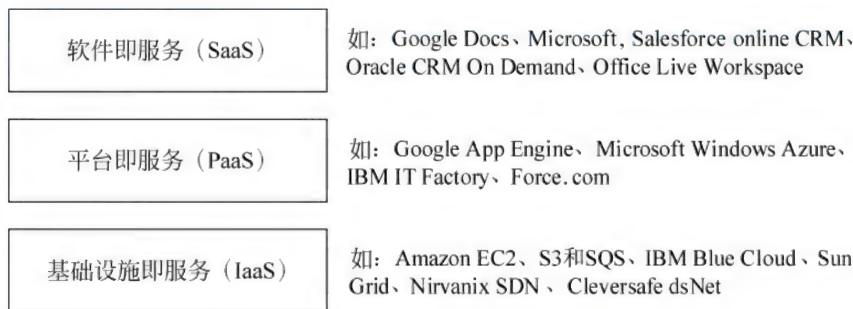 软件即服务（SaaS）
如：Google Docs、Microsoft, Salesforce online CRM、
Oracle CRM On Demand、Office Live Workspace
平台即服务（PaaS）
如：Google App Engine、Microsoft Windows Azure、
IBM IT Factory、Force.com
基础设施即服务（IaaS）
如：Amazon EC2、S3和SQS、IBM Blue Cloud、Sun
Grid、Nirvanix SDN、Cleversafe dsNet